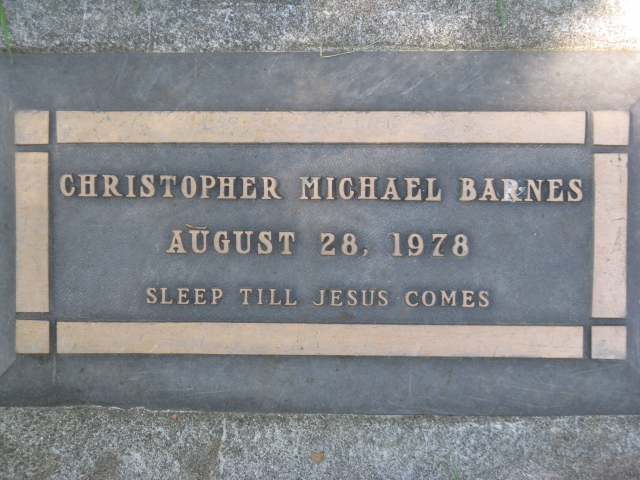 CHRISTOPHER MICHAEL BARNES
AUGUST 28, 1978
SLEEP TILL JESUS COMES